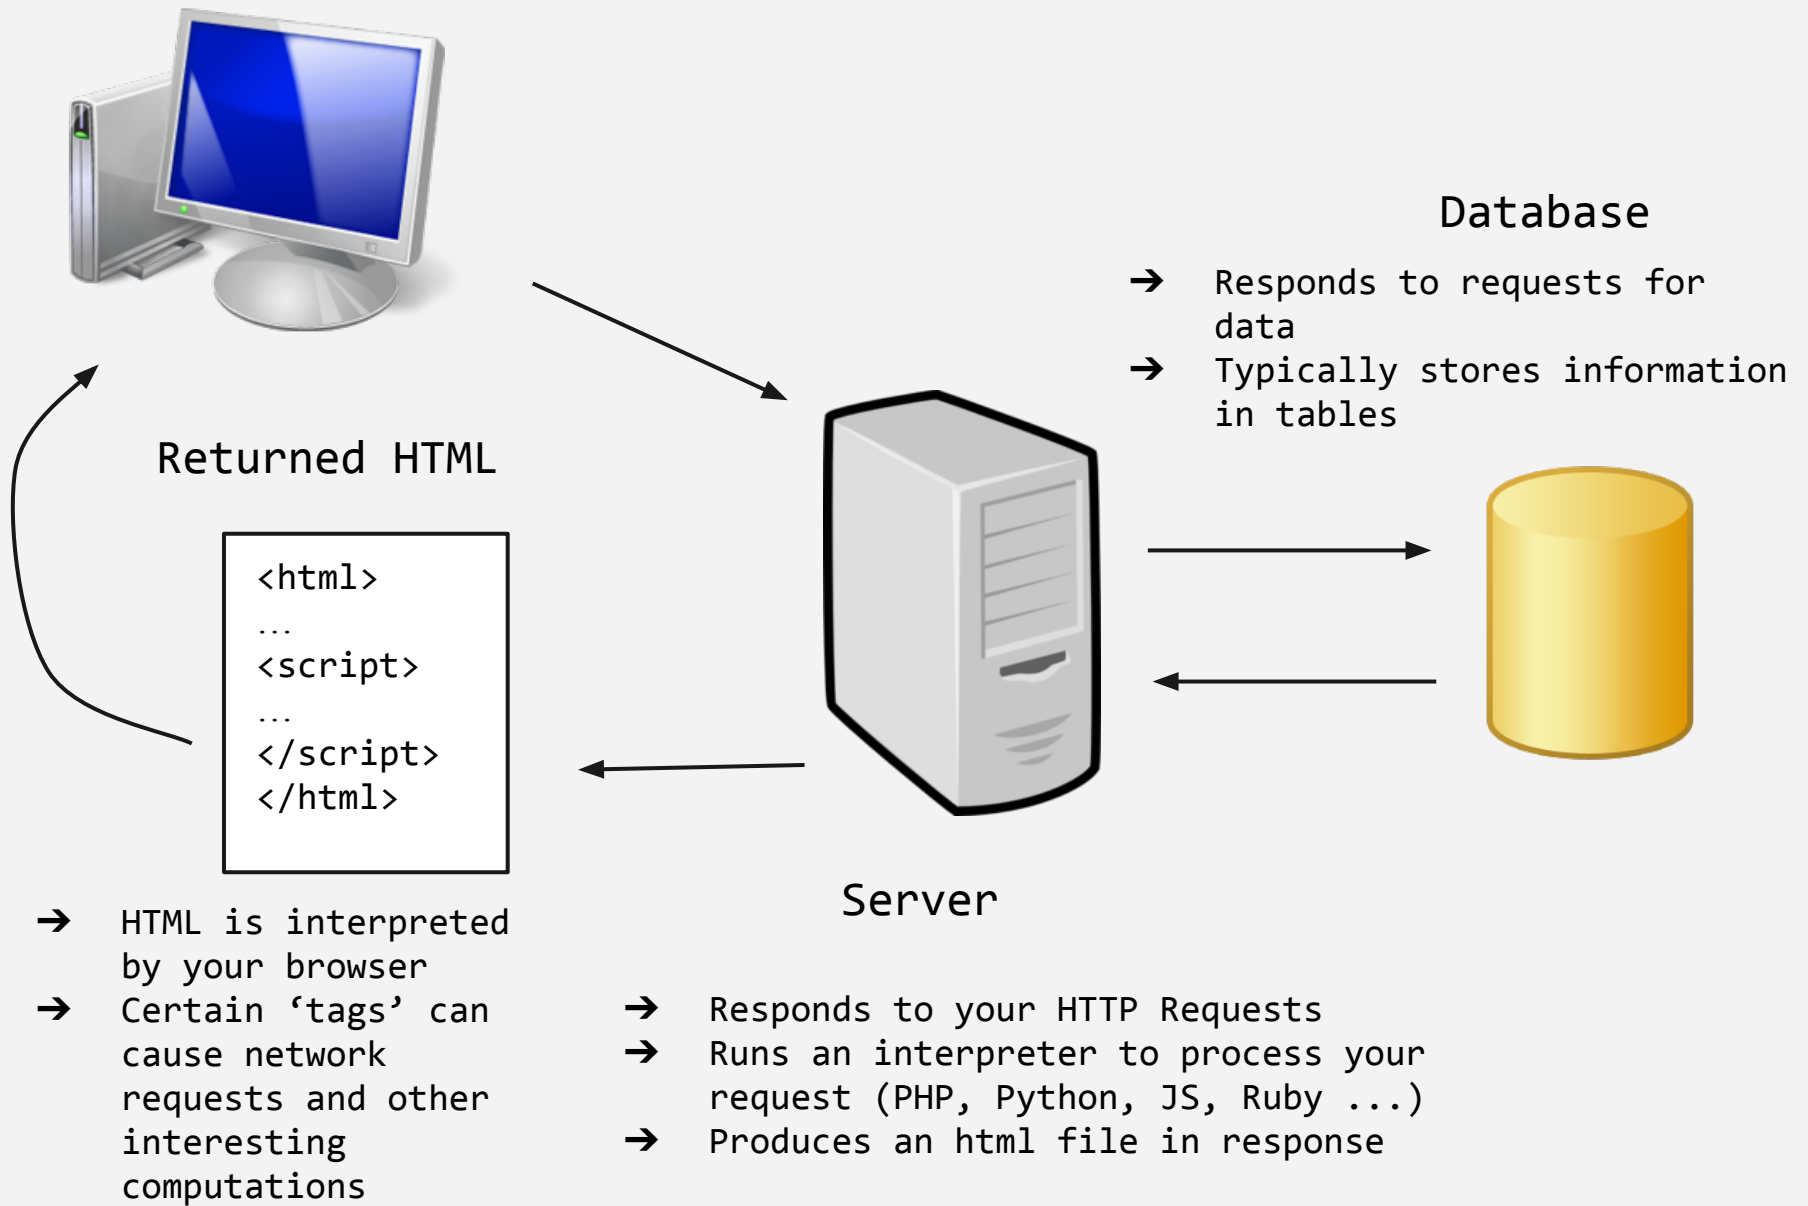 Database
➔ Responds to requests for
data
➔ Typically stores information
in tables
Returned HTML
<html>
...
<script>
...
</script>
</html>
➔ HTML is interpreted
by your browser
➔ Certain ‘tags’ can
cause network
requests and other
interesting
computations
Server
➔ Responds to your HTTP Requests
➔ Runs an interpreter to process your
request (PHP, Python, JS, Ruby ...)
➔ Produces an html file in response